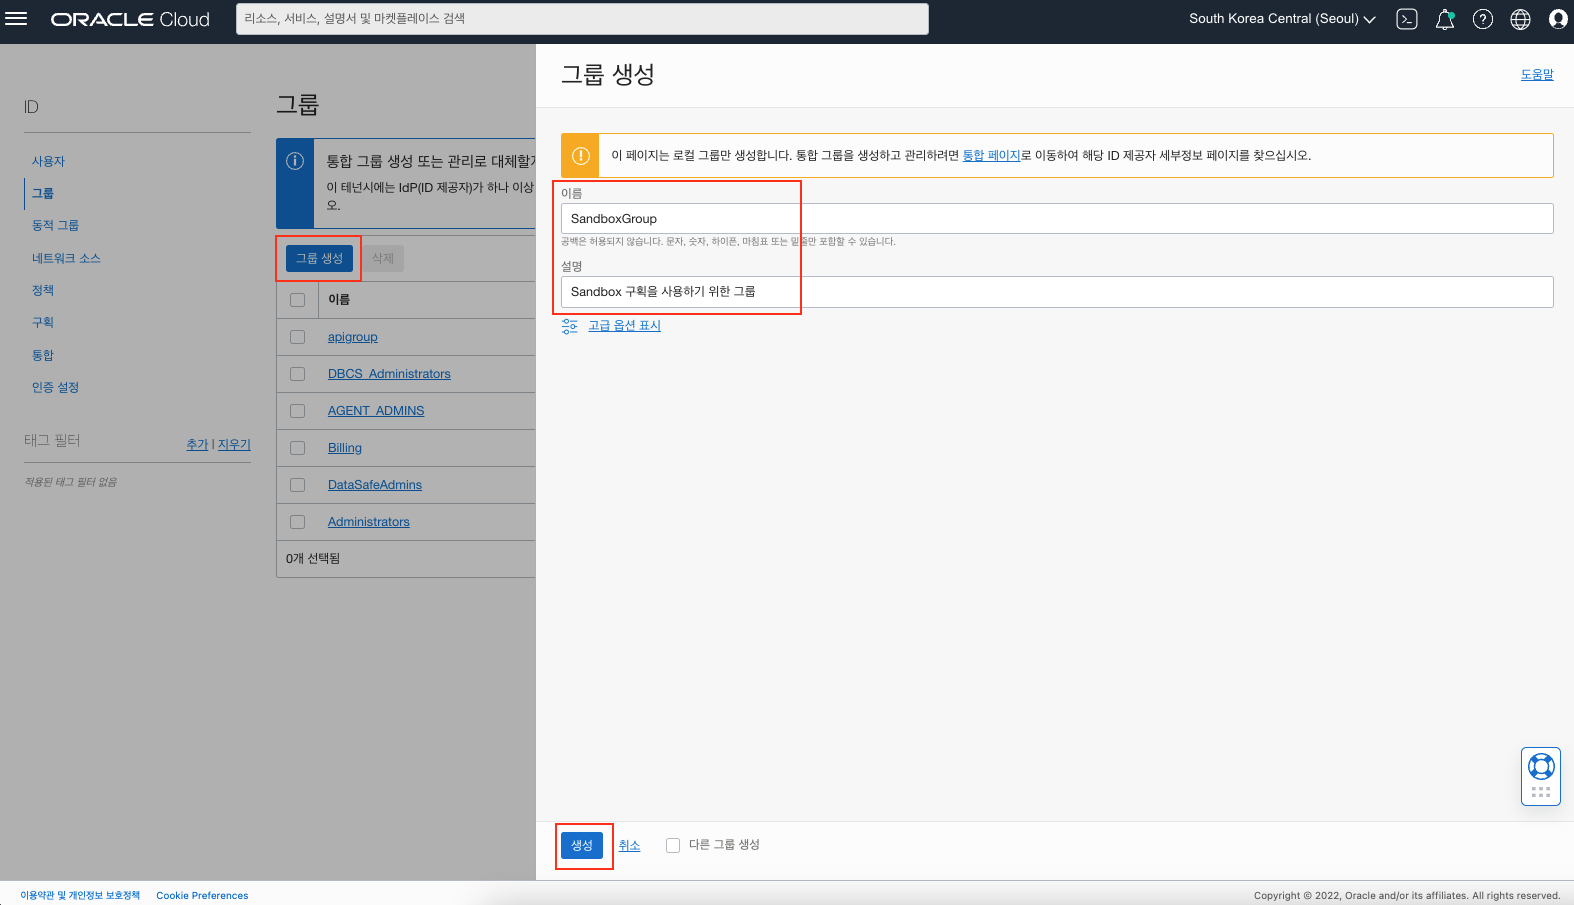 ORACLE Cloud
리소스, 서비스, 설명서 및 마켓플레이스 검색
South Korea Central (Seoul)
ID
사용자
그룹
동적 그룹
네트워크 소스
정책
구획
통합
인증 설정
태그 필터
추가 | 지우기
적용된 태그 필터 없음
그룹
통합 그룹 생성 또는 관리로 대체할
이 테넌시에는 IdP(ID 제공자)가 하나 이상
오.
그룹 생성
삭제
이름
apigroup
DBCS_Administrators
AGENT_ADMINS
Billing
DataSafeAdmins
Administrators
0개 선택됨
그룹 생성
도움말
이 페이지는 로컬 그룹만 생성합니다. 통합 그룹을 생성하고 관리하려면 통합 페이지로 이동하여 해당 ID 제공자 세부정보 페이지를 찾으십시오.
이름
SandboxGroup
공백은 허용되지 않습니다. 문자, 숫자, 하이픈, 마침표 또는 밑줄만 포함할 수 있습니다.
설명
Sandbox 구획을 사용하기 위한 그룹
고급 옵션 표시
생성
취소
다른 그룹 생성
이용약관 및 개인정보 보호정책
Cookie Preferences
Copyright © 2022, Oracle and/or its affiliates. All rights reserved.